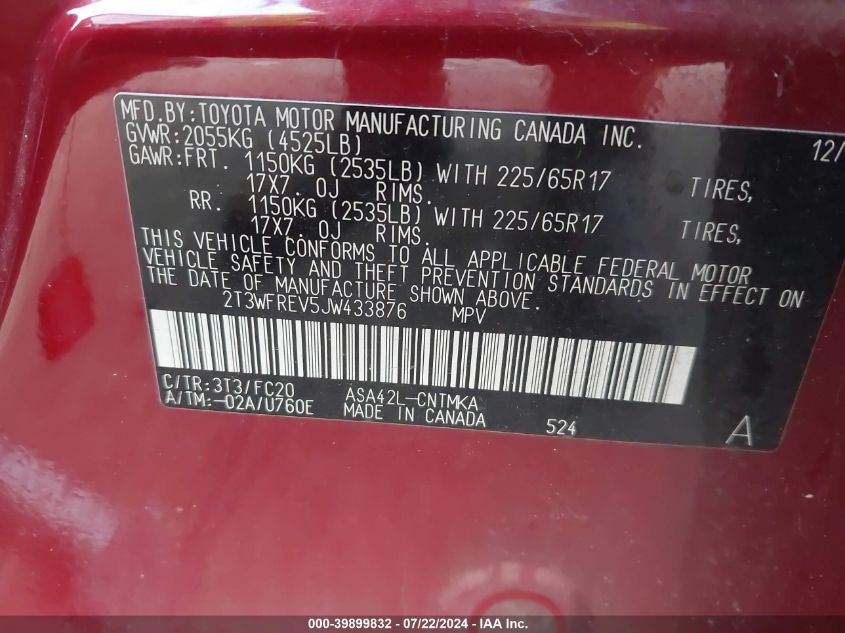 MFD.BY:TOYOTA MOTOR MANUFACTURING CANADA INC. 12/
GVWR:2055KG (4525LB)
GAWR:FRT. 1150KG (2535LB) WITH 225/65R17 TIRES,
17X7.0J RIMS.
RR. 1150KG (2535LB) WITH 225/65R17 TIRES,
17X7.0J RIMS.
THIS VEHICLE CONFORMS TO ALL APPLICABLE FEDERAL MOTOR
VEHICLE SAFETY AND THEFT PREVENTION STANDARDS IN EFFECT ON
THE DATE OF MANUFACTURE SHOWN ABOVE.
2T3WFREV5JW433876 MPV
C/TR:3T3/FC20 ASA42L-CNTMKA
A/TM:-02A/U760E MADE IN CANADA 524 A
000-39899832 - 07/22/2024 - IAA Inc.